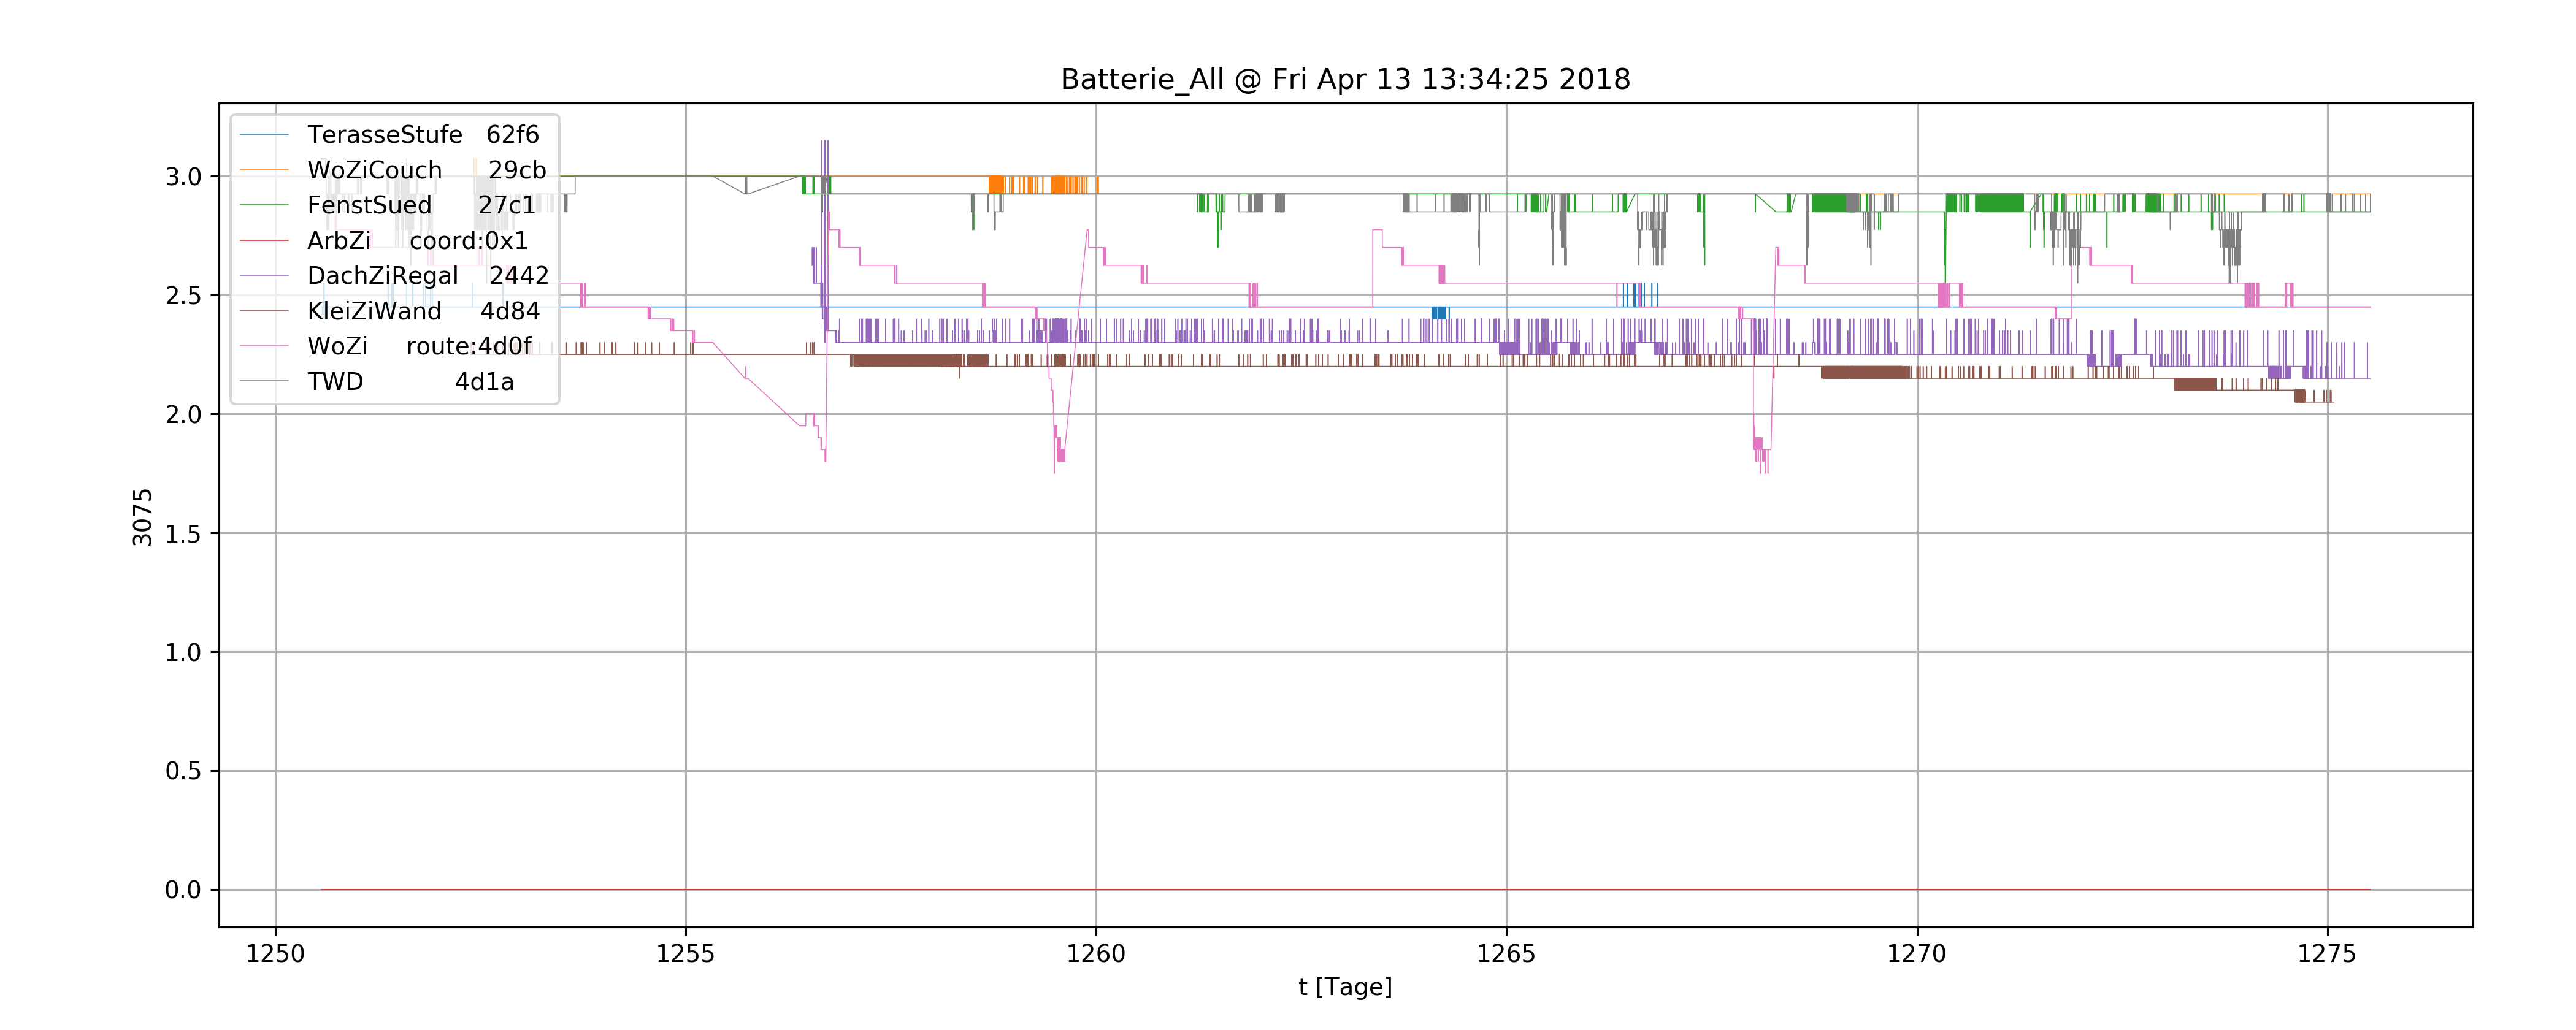 Batterie_All @ Fri Apr 13 13:34:25 2018
TerasseStufe 62f6
WoZiCouch 29cb
FenstSued 27c1
ArbZi coord:0x1
DachZiRegal 2442
KleiZiWand 4d84
WoZi route:4d0f
TWD 4d1a
3.0
2.5
2.0
1.5
1.0
0.5
0.0
3075
1250 1255 1260 1265 1270 1275
t [Tage]